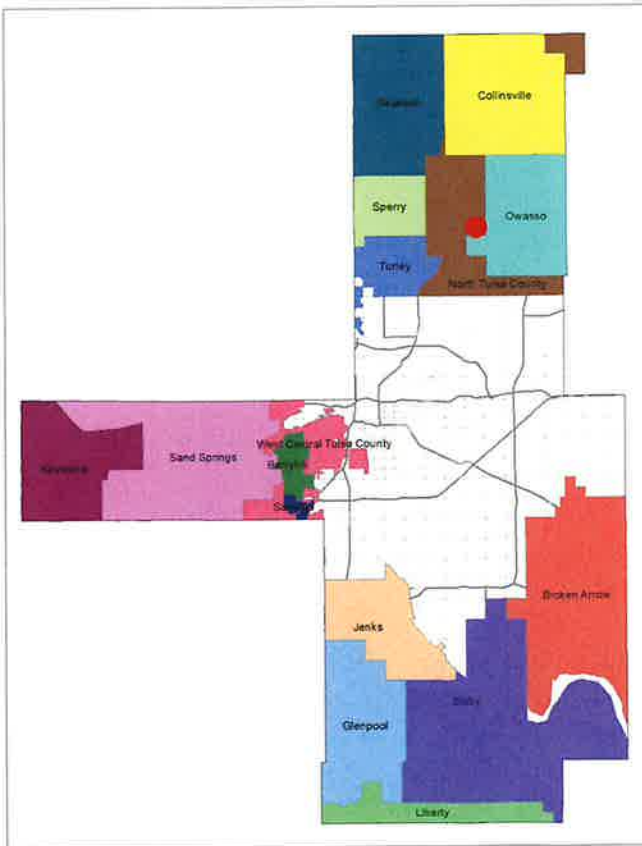 Skiatook
Collinsville
Sperry
Owasso
Turley
North Tulsa County
West Central Tulsa County
Berryhill
Sand Springs
Keystone
Jenks
Broken Arrow
Bixby
Glenpool
Liberty